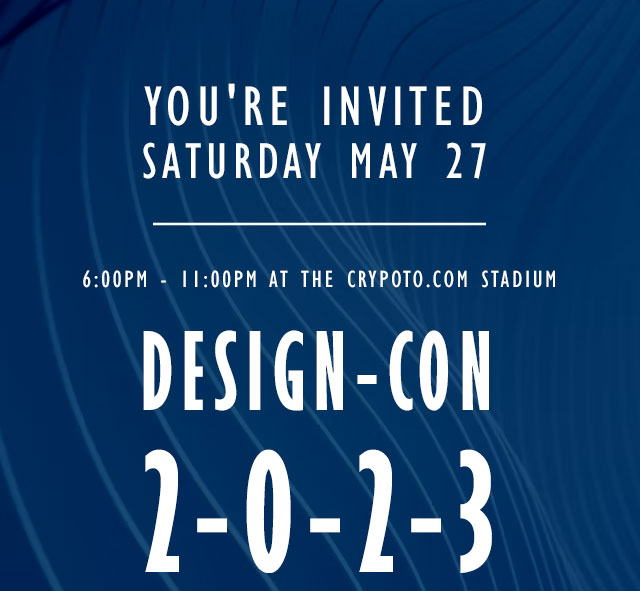 YOU'RE INVITED
SATURDAY MAY 27
6:00PM - 11:00PM AT THE CRYPOTO.COM STADIUM
DESIGN-CON
2-0-2-3